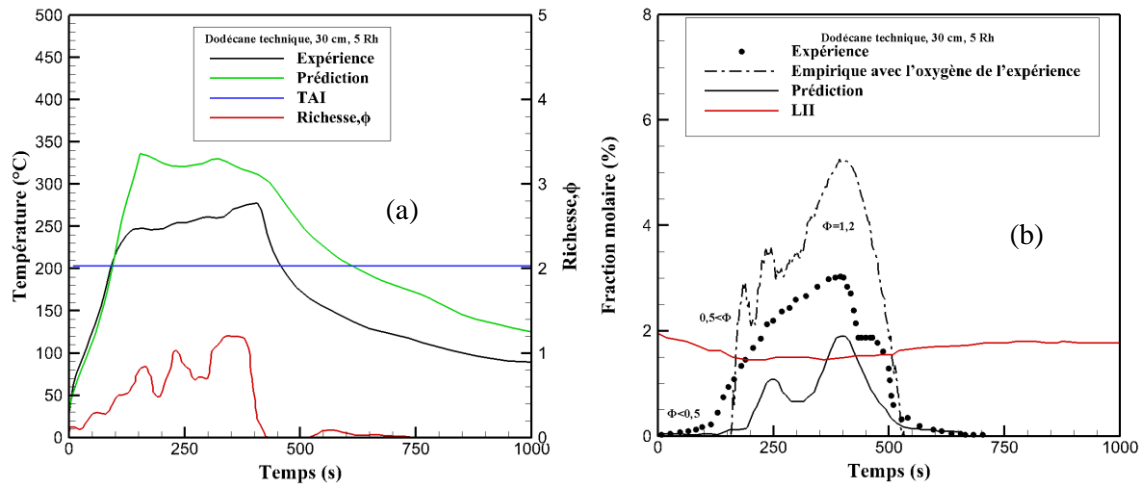 500
450
400
350
300
250
200
150
100
50
0
Température (°C)
5
4
3
2
1
0
Richesse,ϕ
0
250
500
750
1000
Temps (s)
Dodécane technique, 30 cm, 5 Rh
Expérience
Prédiction
TAI
Richesse,ϕ
(a)
8
6
4
2
0
Fraction molaire (%)
0
250
500
750
1000
Temps (s)
Dodécane technique, 30 cm, 5 Rh
Expérience
Empirique avec l'oxygène de l'expérience
Prédiction
LII
Φ=1,2
(b)
0,5<Φ
Φ<0,5